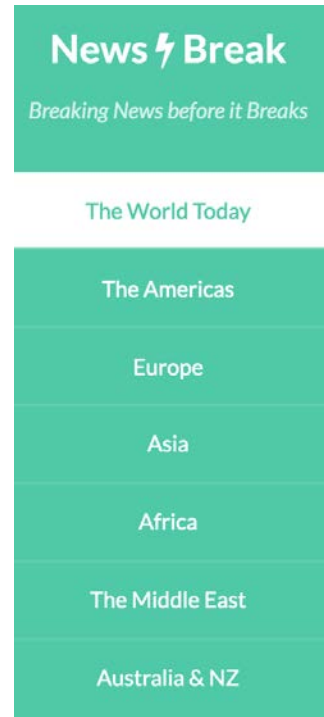 News Break
Breaking News before it Breaks
The World Today
The Americas
Europe
Asia
Africa
The Middle East
Australia & NZ